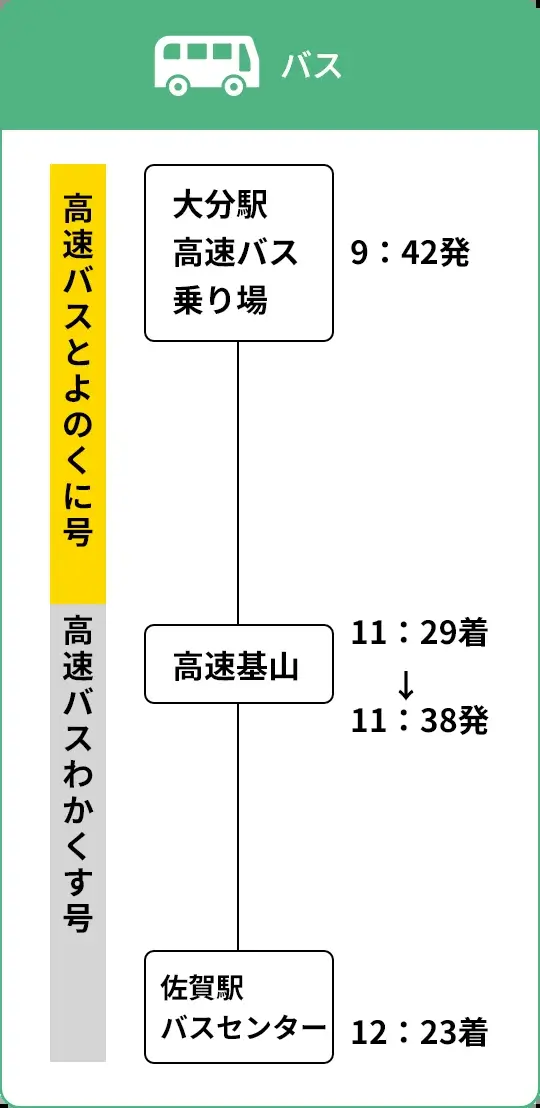 バス
高速バスとよのくに号
大分駅
高速バス
乗り場
9：42発
高速基山
11：29着
↓
11：38発
高速バスわかくす号
佐賀駅
バスセンター
12：23着